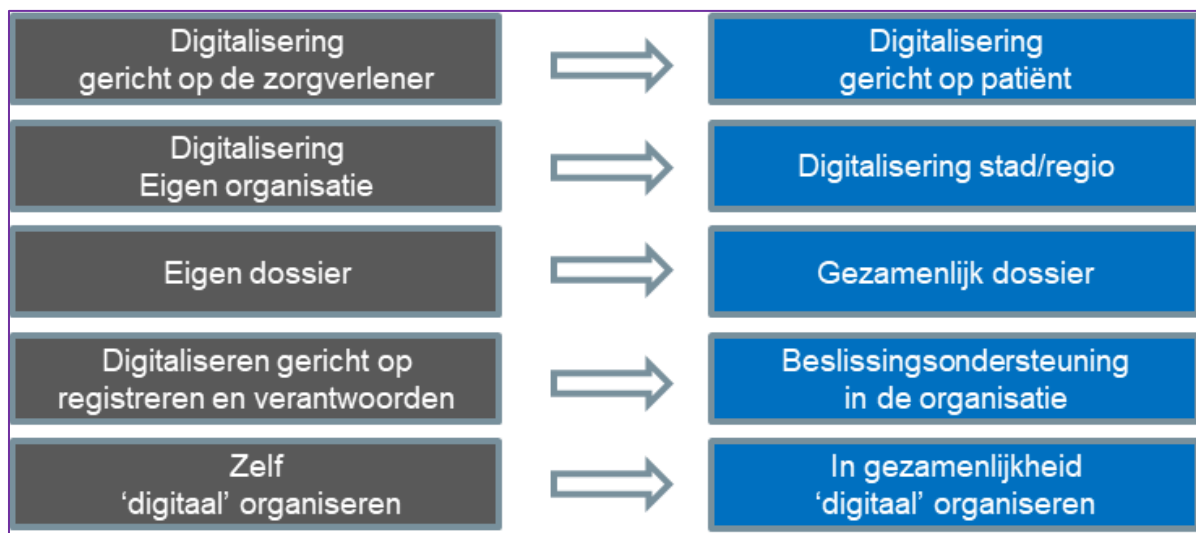 Digitalisering
gericht op de zorgverlener
Digitalisering
gericht op patiënt
Digitalisering
Eigen organisatie
Digitalisering stad/regio
Eigen dossier
Gezamenlijk dossier
Digitaliseren gericht op
registreren en verantwoorden
Beslissingsondersteuning
in de organisatie
Zelf
‘digitaal’ organiseren
In gezamenlijkheid
‘digitaal’ organiseren